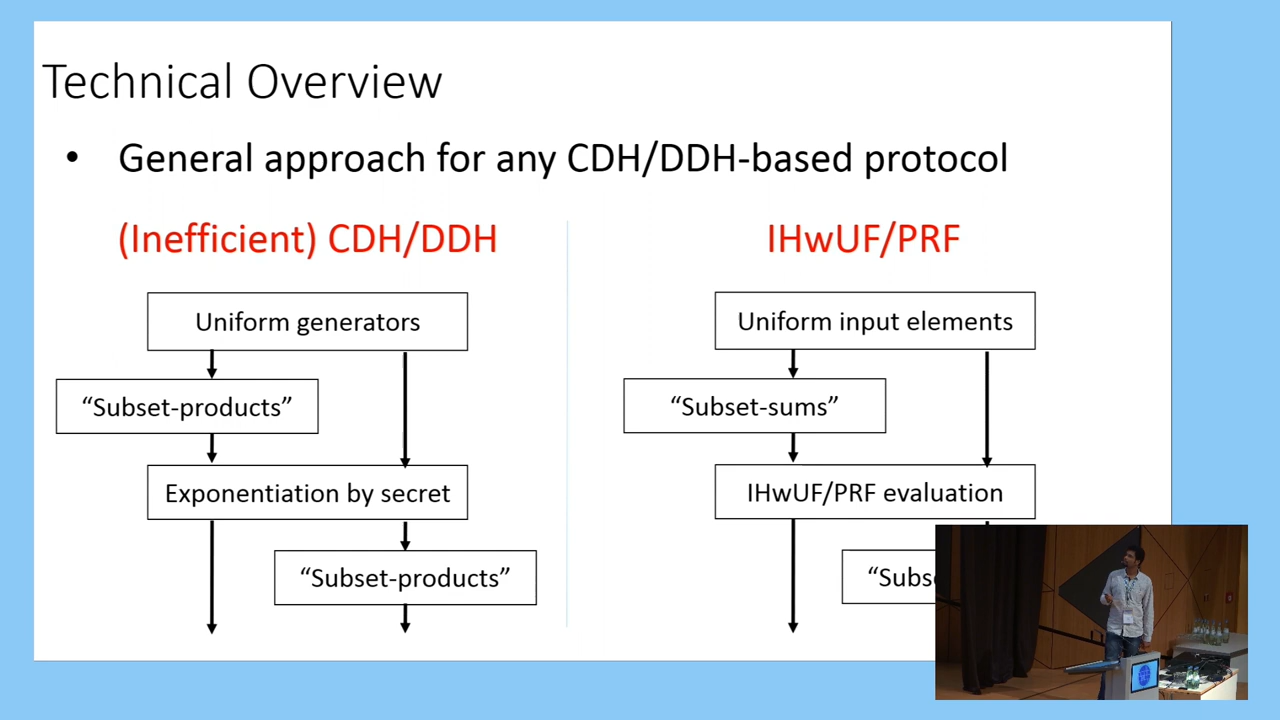 Technical Overview
• General approach for any CDH/DDH-based protocol
(Inefficient) CDH/DDH
IHwUF/PRF
Uniform generators
Uniform input elements
“Subset-products”
“Subset-sums”
Exponentiation by secret
IHwUF/PRF evaluation
“Subset-products”